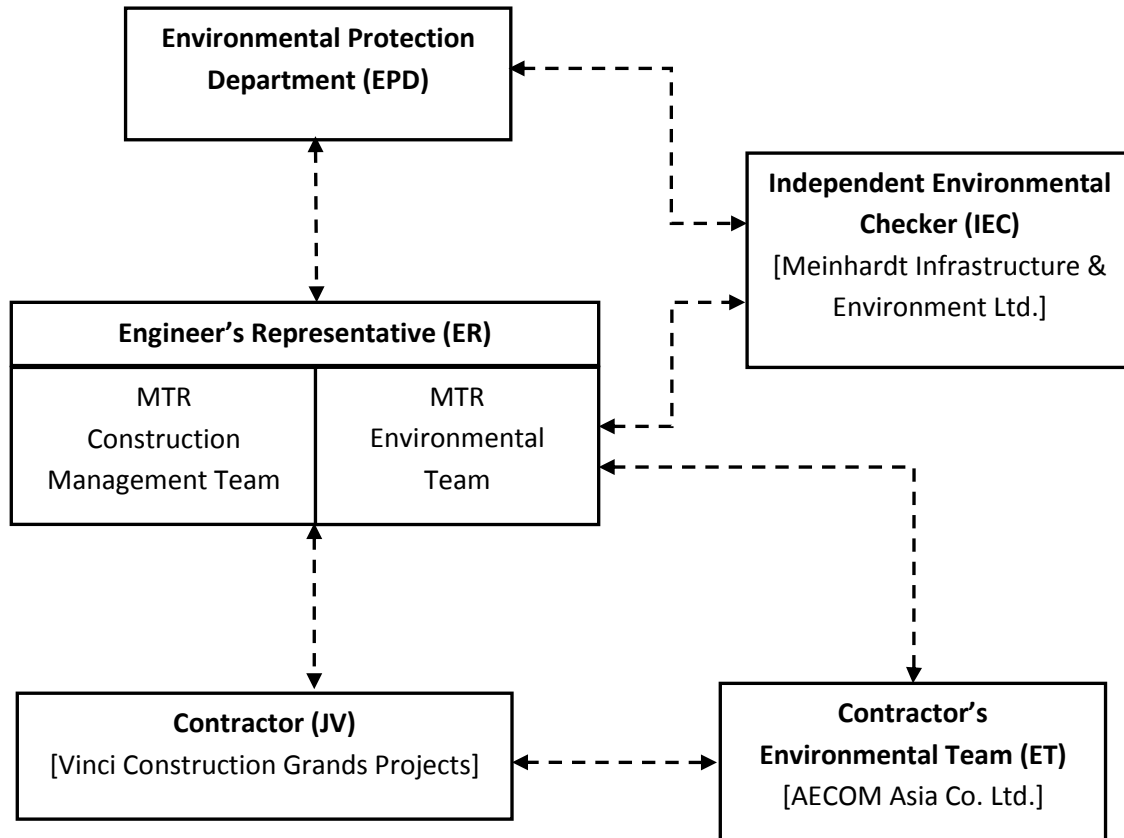 Environmental Protection
Department (EPD)
Independent Environmental
Checker (IEC)
[Meinhardt Infrastructure &
Environment Ltd.]
Engineer’s Representative (ER)
MTR
Construction
Management Team
MTR
Environmental
Team
Contractor (JV)
[Vinci Construction Grands Projects]
Contractor’s
Environmental Team (ET)
[AECOM Asia Co. Ltd.]